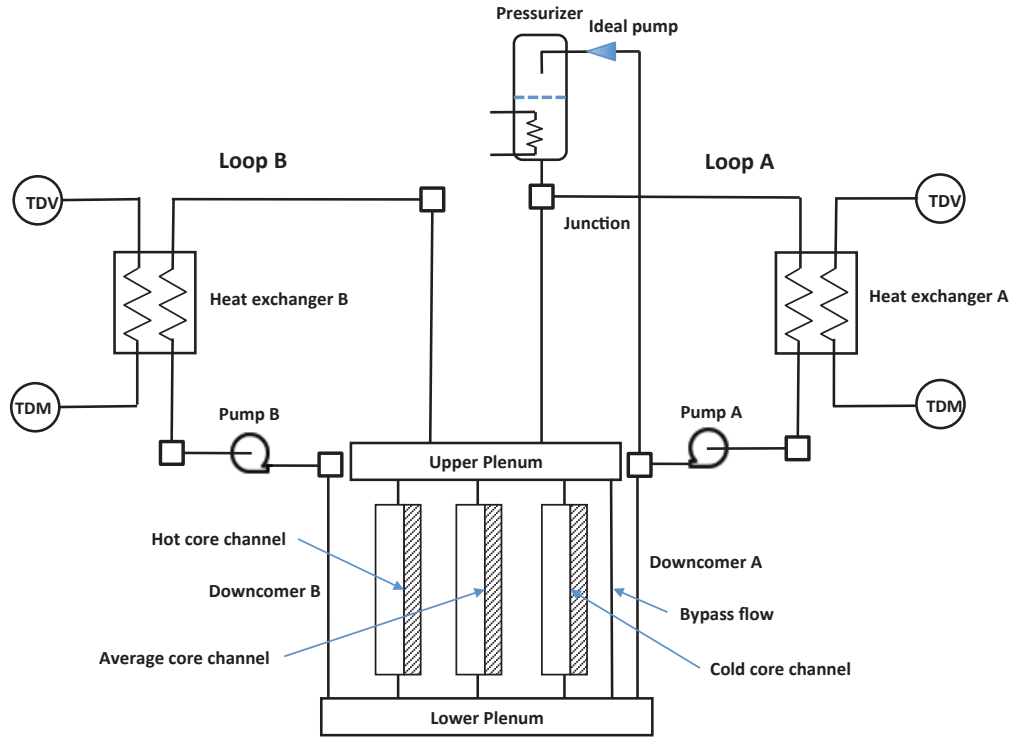 Pressurizer
Ideal pump
Loop B
Loop A
TDV
TDV
Junction
Heat exchanger B
Heat exchanger A
TDM
TDM
Pump B
Pump A
Upper Plenum
Hot core channel
Downcomer B
Downcomer A
Bypass flow
Average core channel
Cold core channel
Lower Plenum